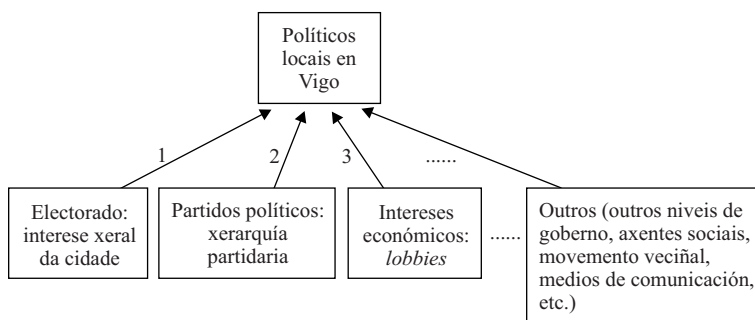 Políticos
locais en
Vigo
1
2
3
......
Electorado:
interese xeral
da cidade
Partidos políticos:
xerarquía
partidaria
Intereses
económicos:
lobbies
......
Outros (outros niveis de
goberno, axentes sociais,
movemento veciñal,
medios de comunicación,
etc.)